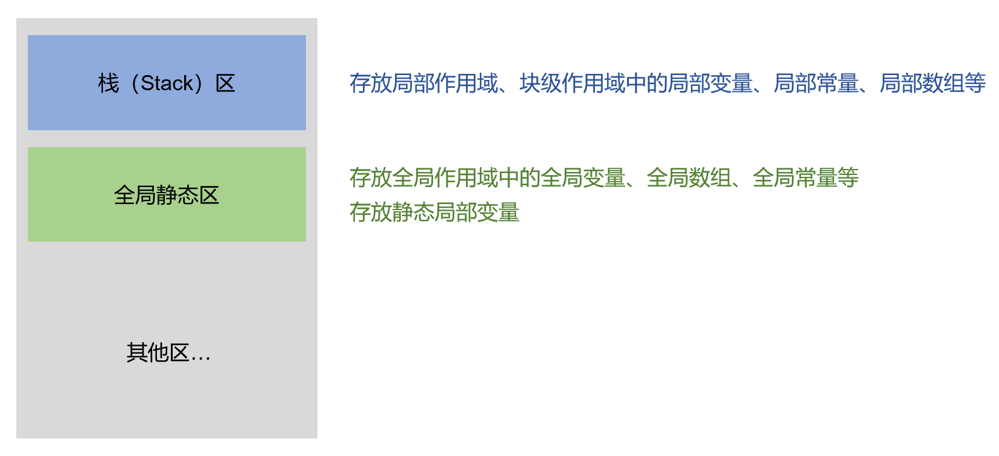 栈（Stack）区
存放局部作用域、块级作用域中的局部变量、局部常量、局部数组等
全局静态区
存放全局作用域中的全局变量、全局数组、全局常量等
存放静态局部变量
其他区…